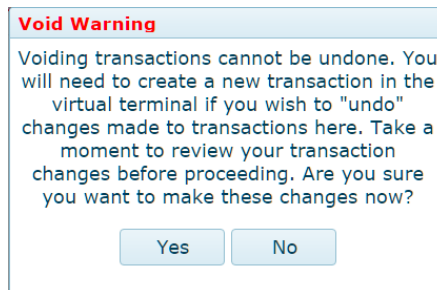 Void Warning
Voiding transactions cannot be undone. You
will need to create a new transaction in the
virtual terminal if you wish to "undo"
changes made to transactions here. Take a
moment to review your transaction
changes before proceeding. Are you sure
you want to make these changes now?
Yes No